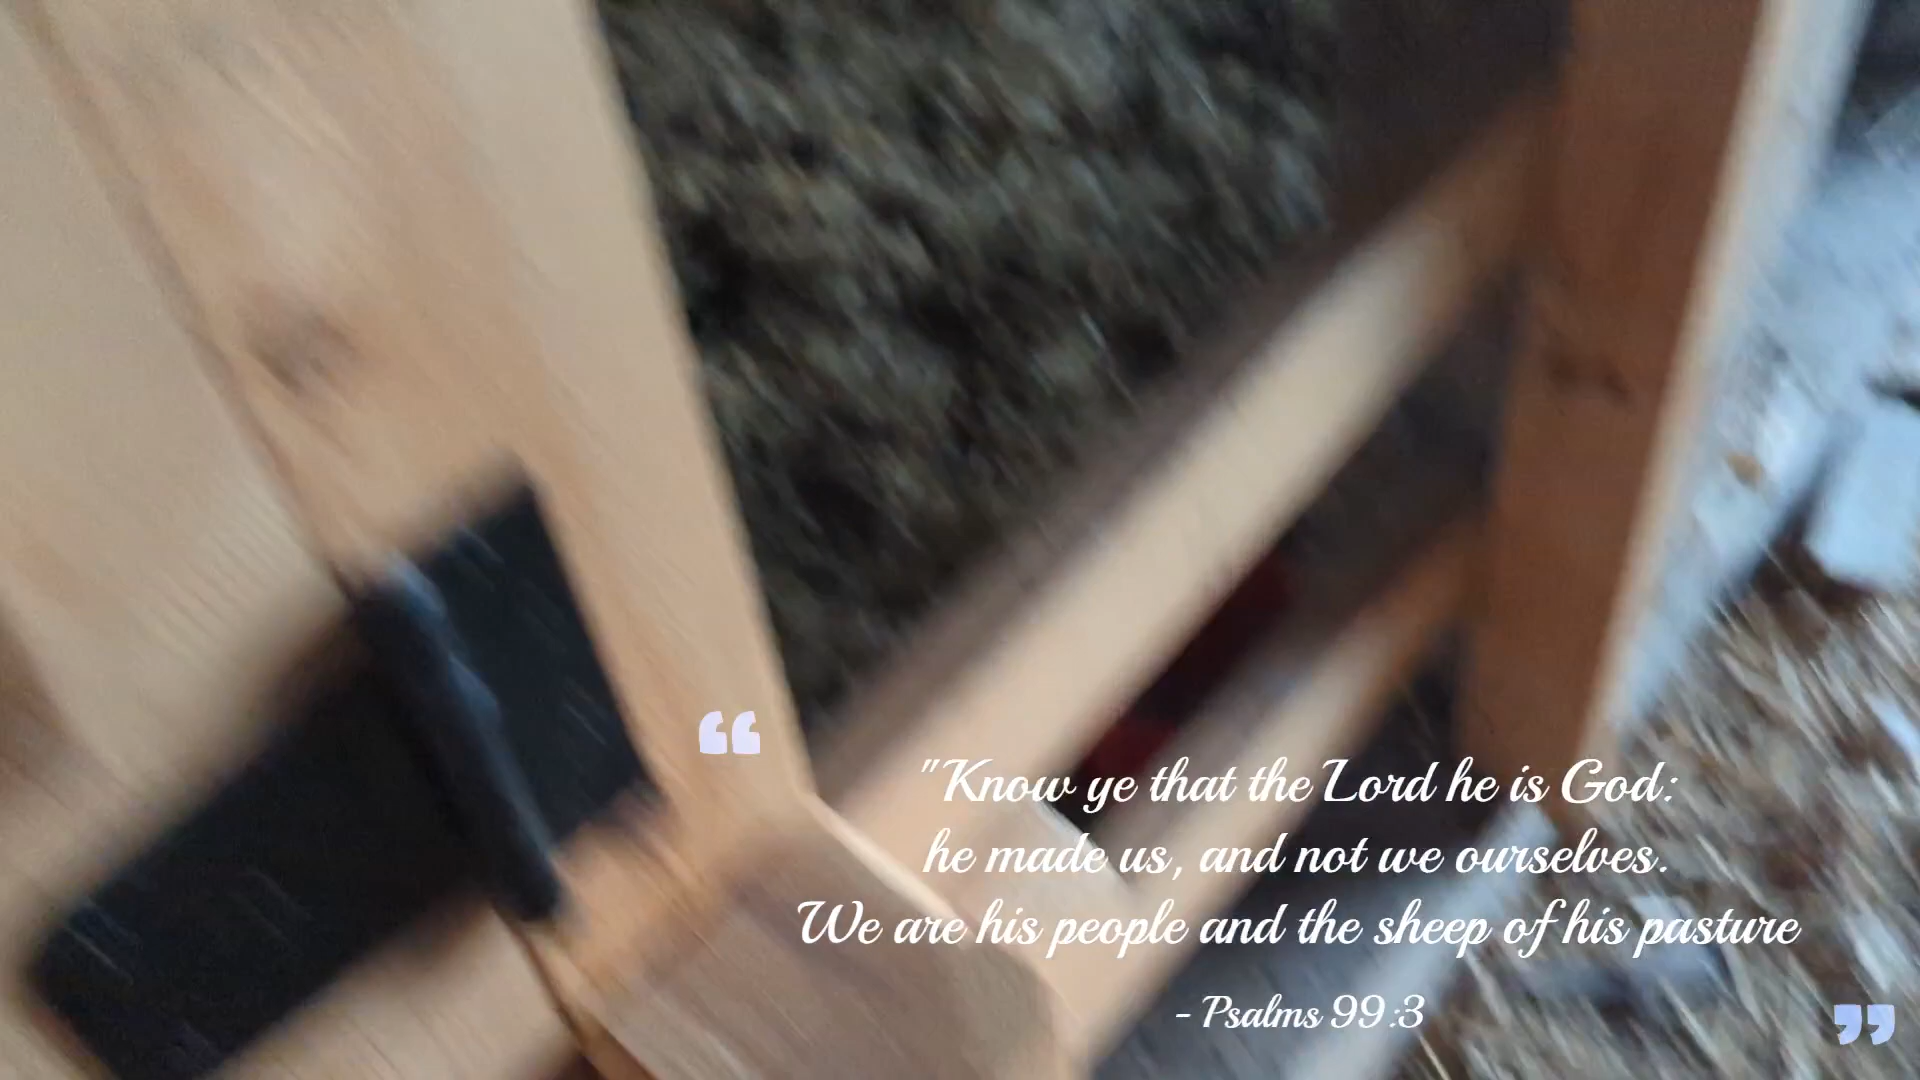 “
"Know ye that the Lord he is God:
he made us, and not we ourselves.
We are his people and the sheep of his pasture
- Psalms 99:3
”